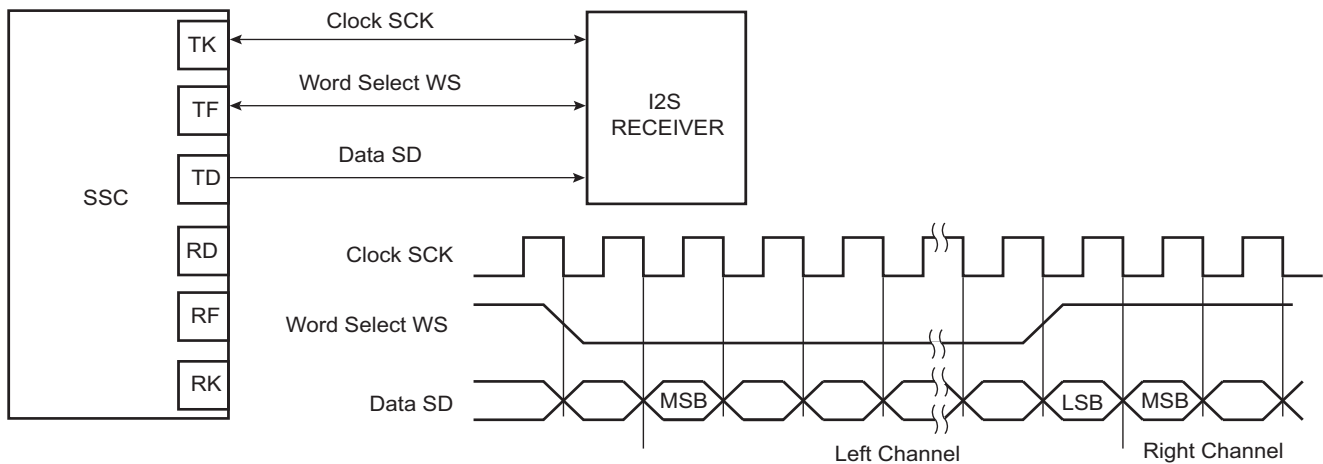 Clock SCK
TK
Word Select WS
TF
I2S
RECEIVER
Data SD
TD
SSC
RD
Clock SCK
RF
Word Select WS
RK
Data SD
MSB
LSB
MSB
Left Channel
Right Channel